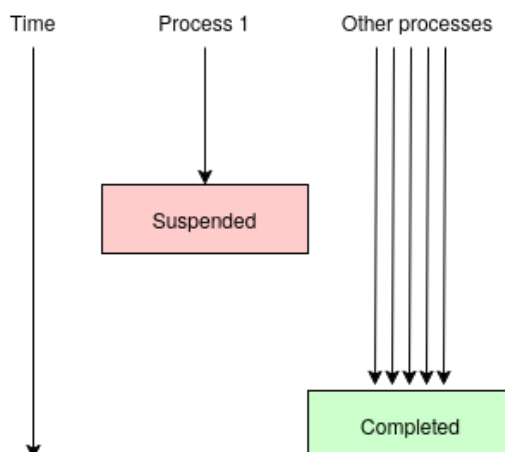 Time
Process 1
Other processes
Suspended
Completed